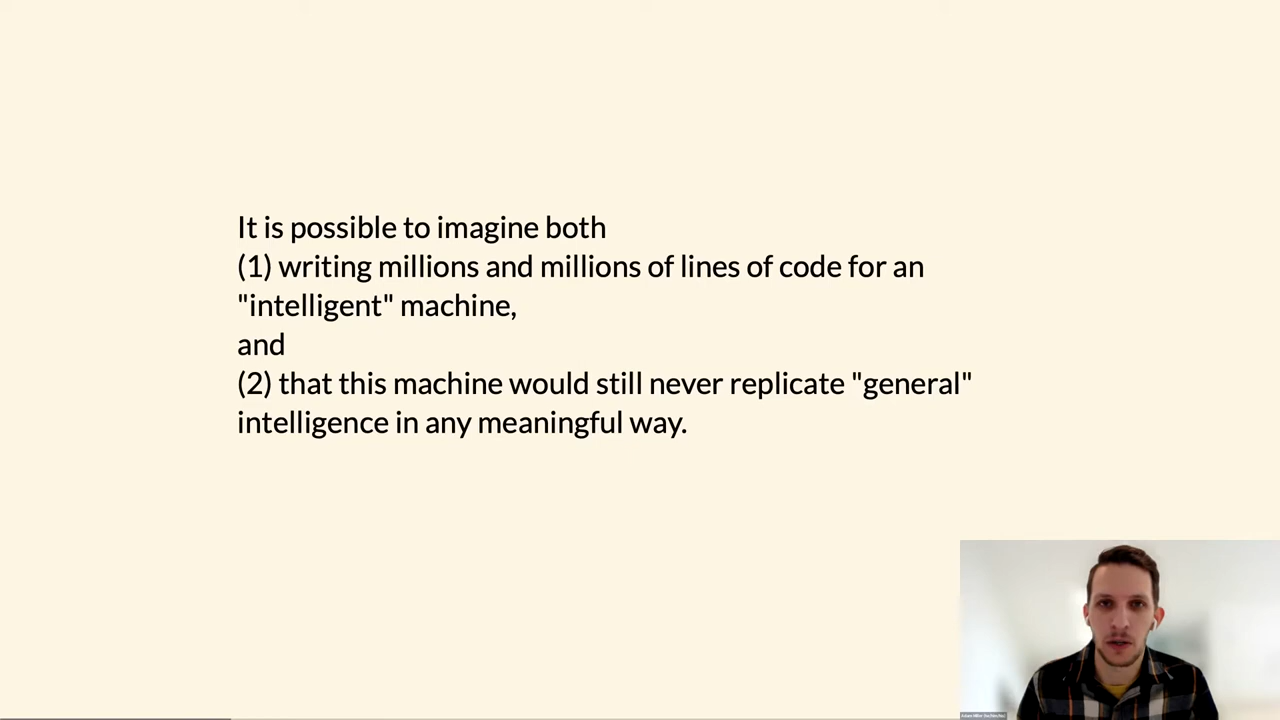 It is possible to imagine both
(1) writing millions and millions of lines of code for an
"intelligent" machine,
and
(2) that this machine would still never replicate "general"
intelligence in any meaningful way.